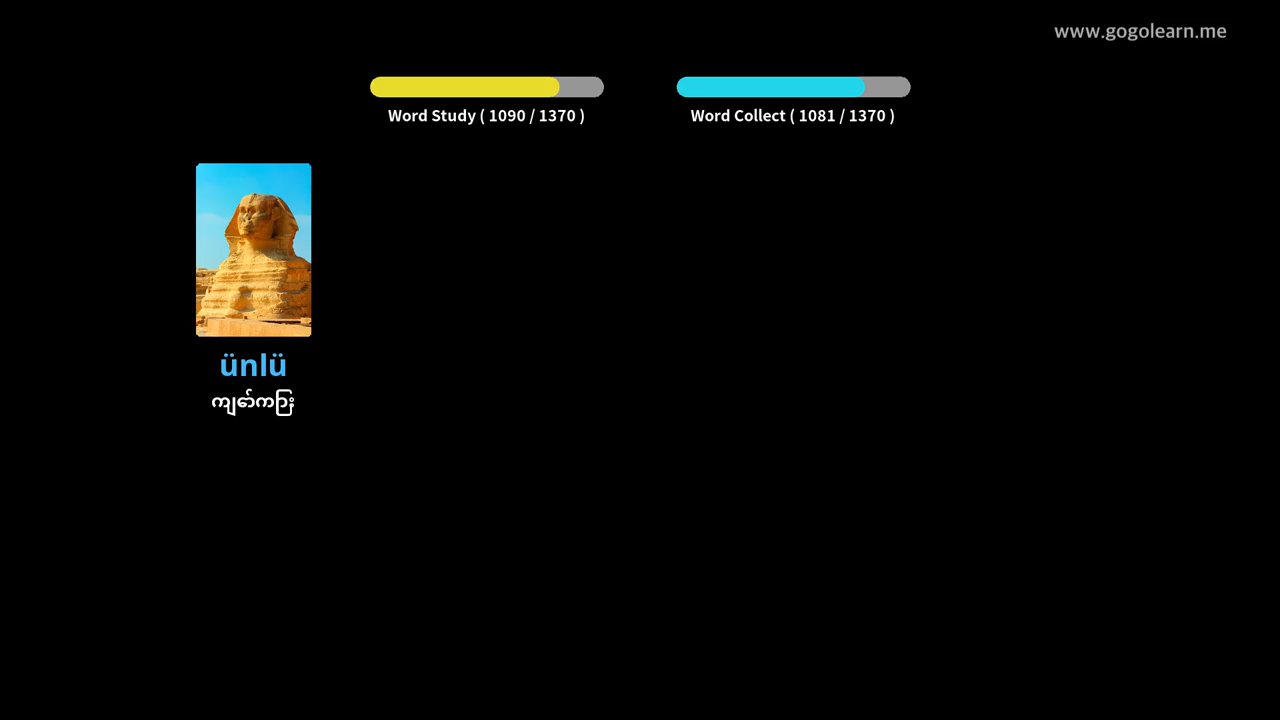 www.gogolearn.me
Word Study ( 1090 / 1370 )
Word Collect ( 1081 / 1370 )
ünlü
ကျော်ကြား